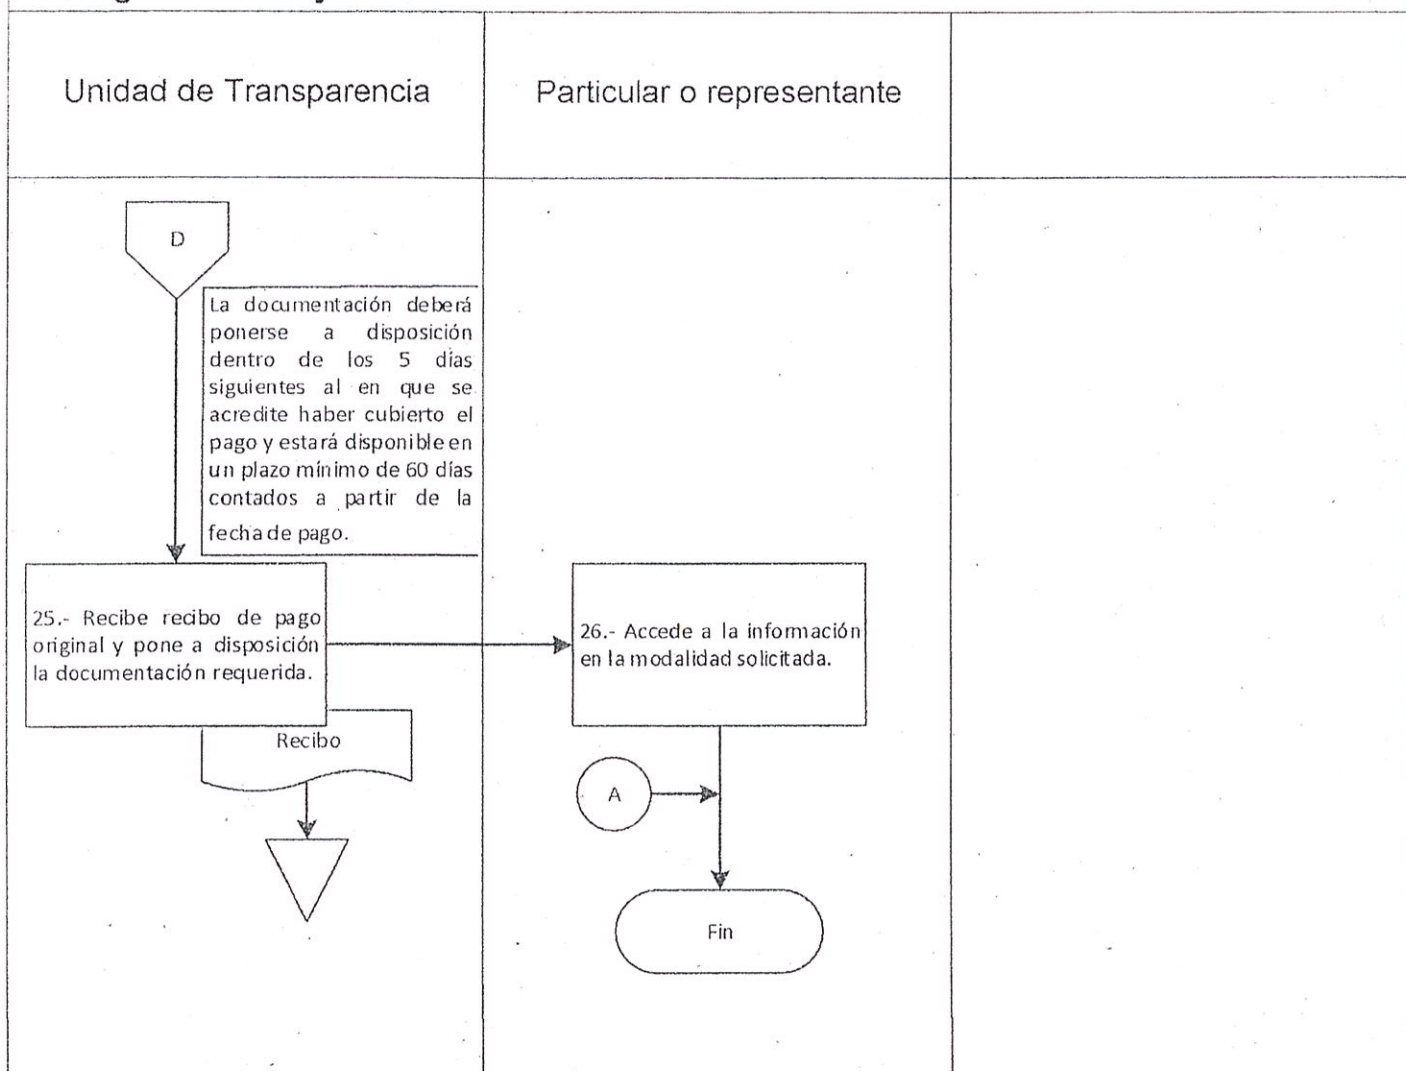 Unidad de Transparencia
Particular o representante
D
La documentación deberá
ponerse a disposición
dentro de los 5 días
siguientes al en que se
acredite haber cubierto el
pago y estará disponible en
un plazo mínimo de 60 días
contados a partir de la
fecha de pago.
25.- Recibe recibo de pago
original y pone a disposición
la documentación requerida.
26.- Accede a la información
en la modalidad solicitada.
Recibo
A
Fin